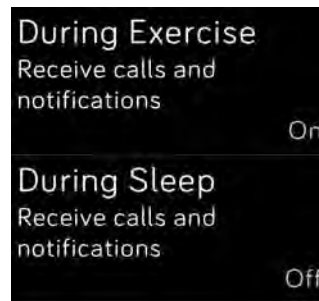 During Exercise
Receive calls and
notifications
On
During Sleep
Receive calls and
notifications
Off